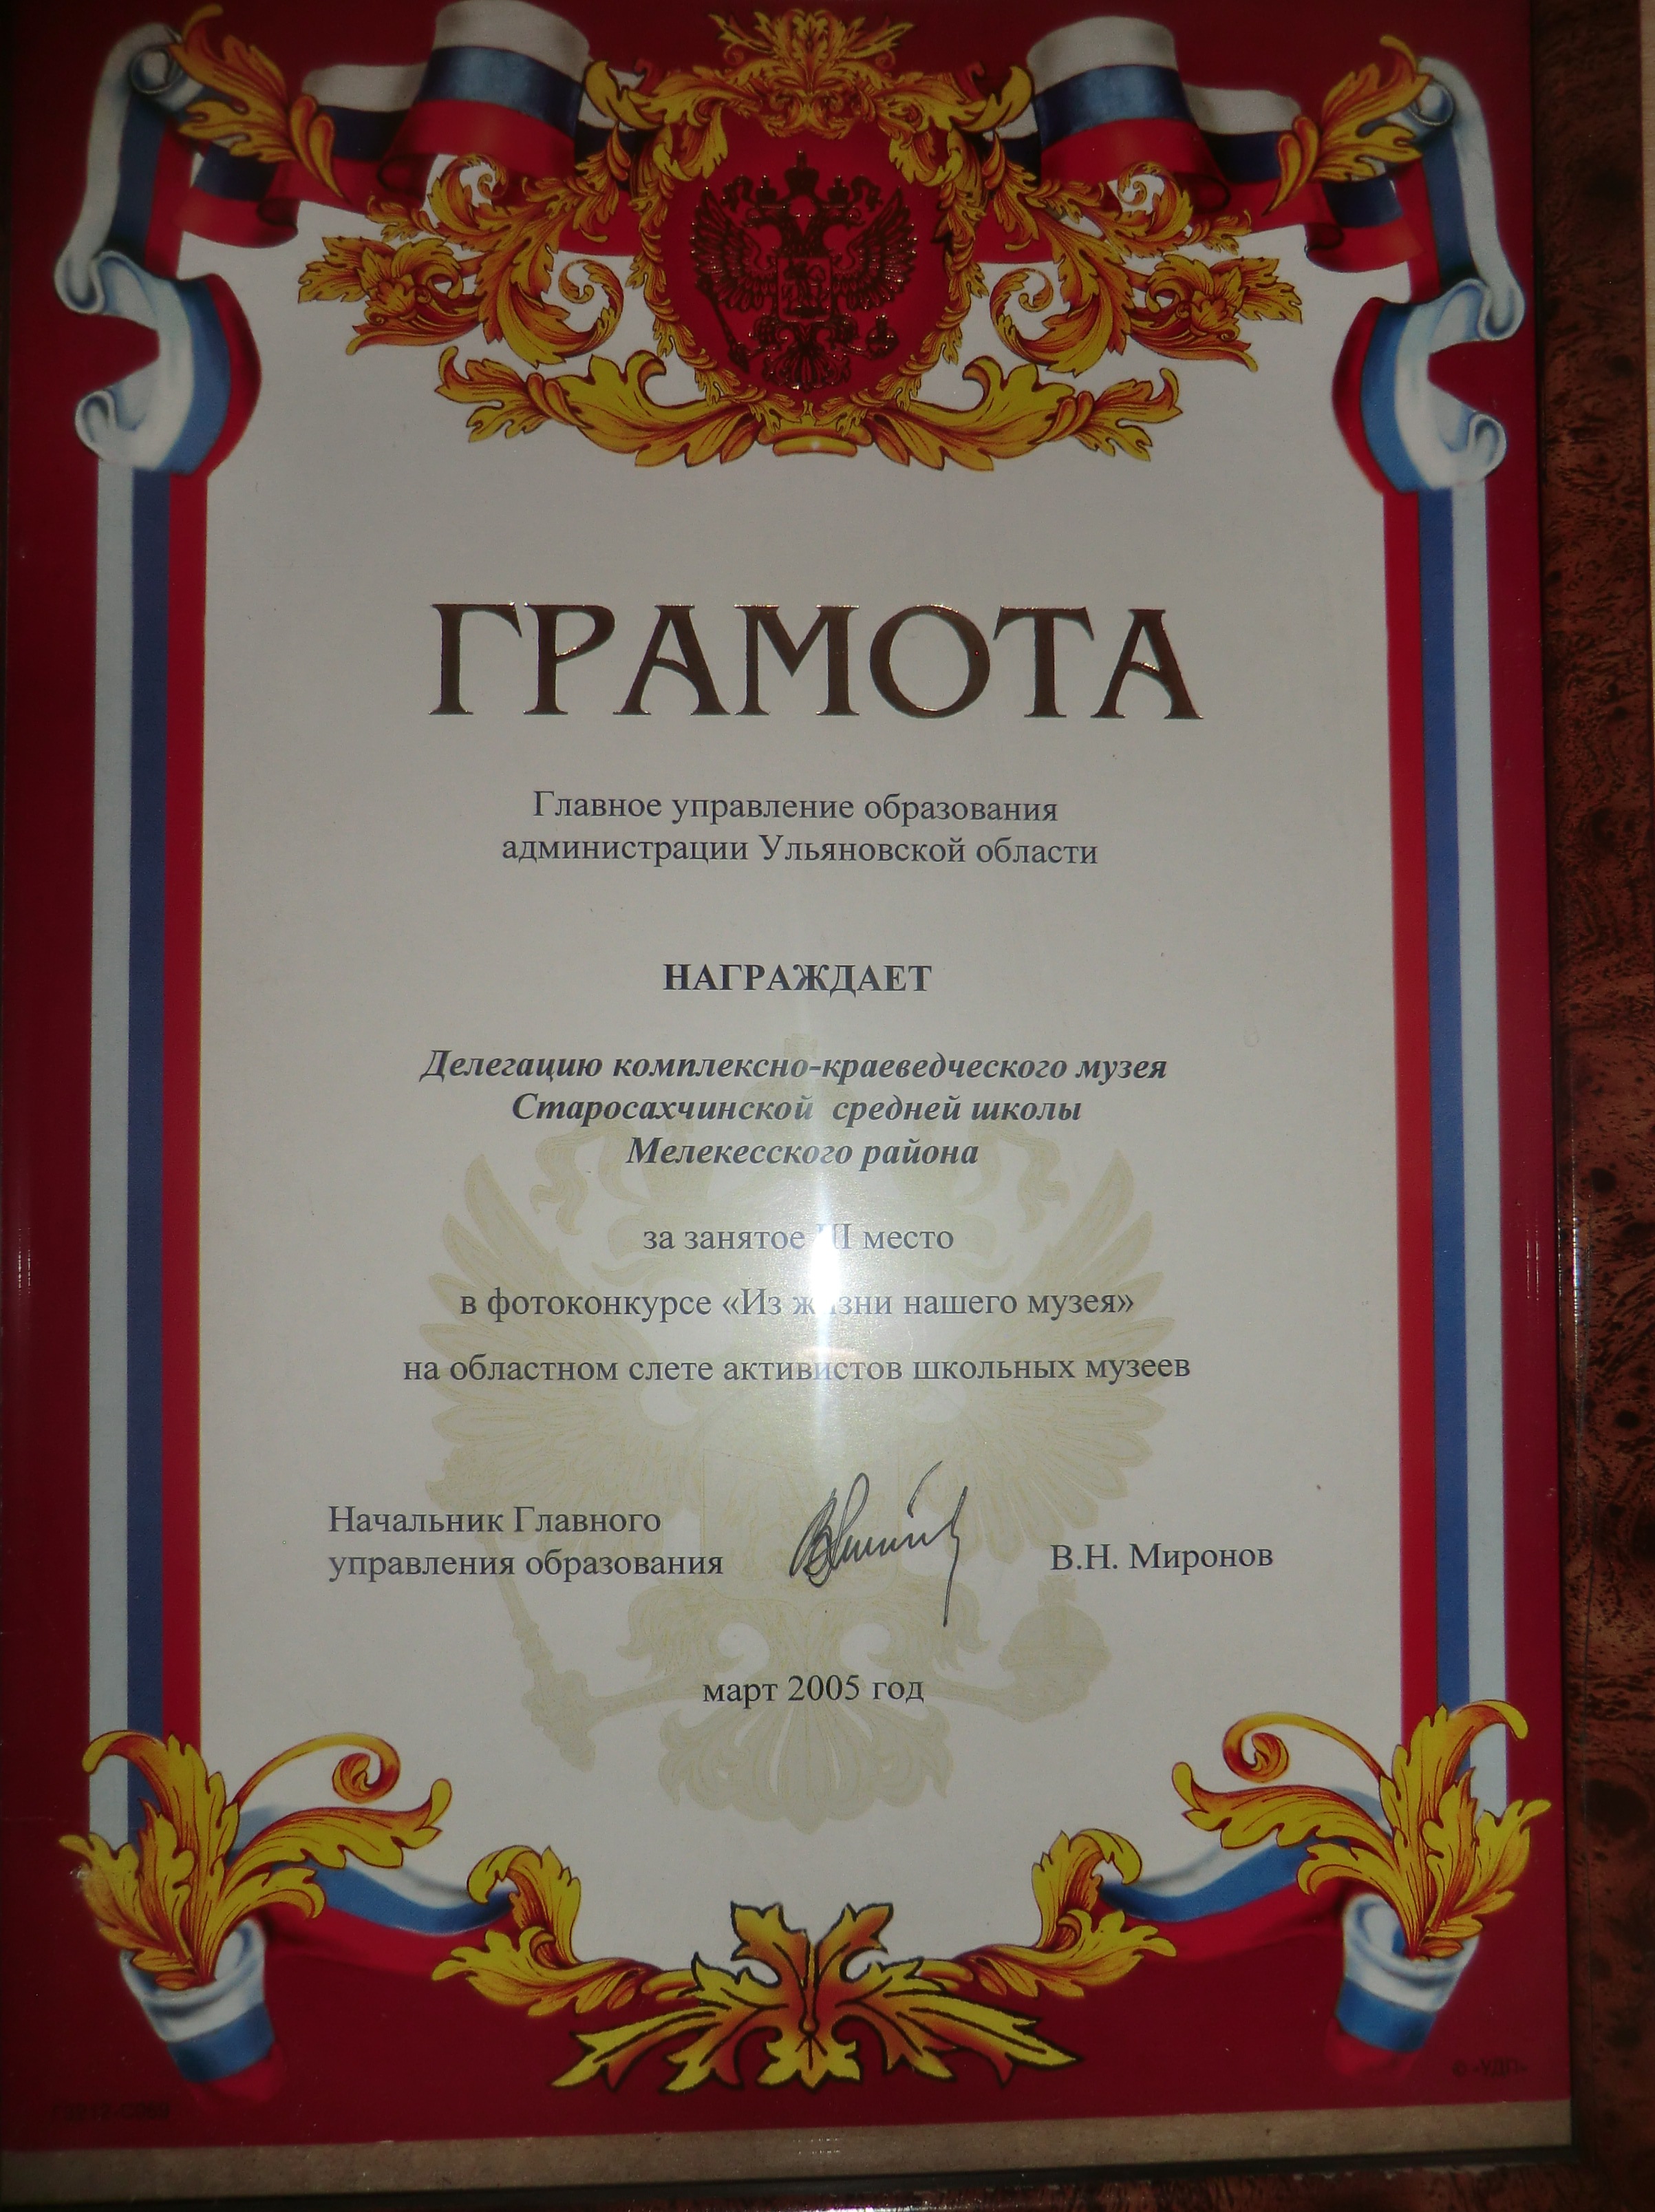 ГРАМОТА
Главное управление образования
администрации Ульяновской области
НАГРАЖДАЕТ
Делегацию комплексно-краеведческого музея
Старосахчинской средней школы
Мелекесского района
за занятое III место
в фотоконкурсе «Из жизни нашего музея»
на областном слете активистов школьных музеев
Начальник Главного
управления образования
В.Н. Миронов
март 2005 год